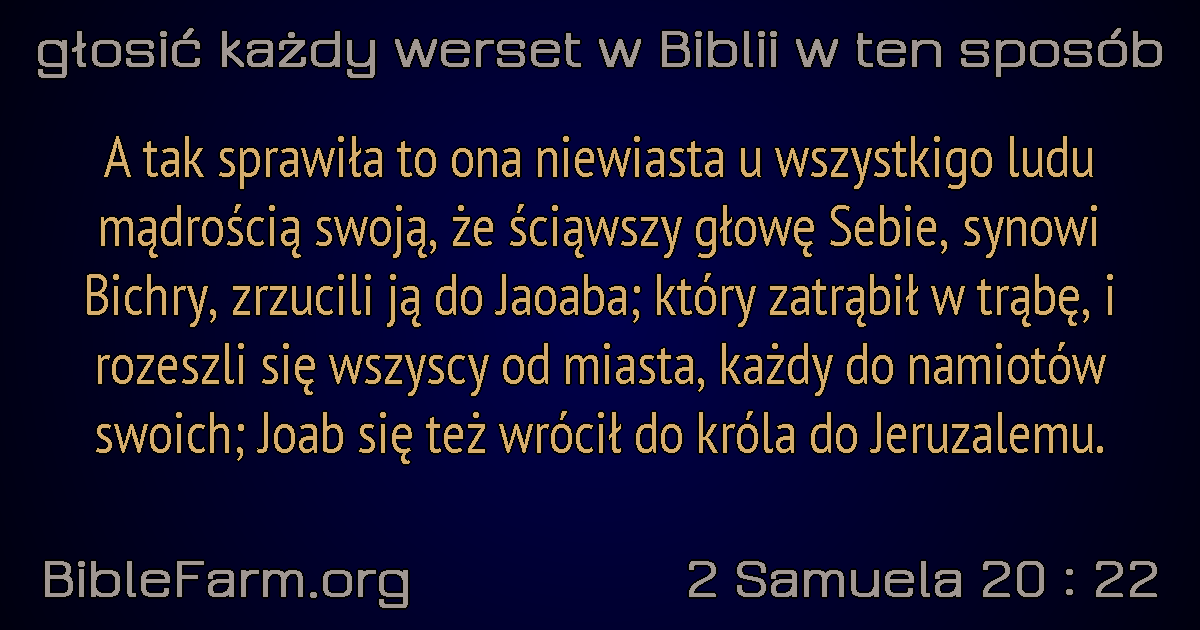 głosić każdy werset w Biblii w ten sposób
A tak sprawiła to ona niewiasta u wszystkigo ludu
mądrością swoją, że ściąwszy głowę Sebie, synowi
Bichry, zrzucili ją do Jaoaba; który zatrąbił w trąbę, i
rozeszli się wszyscy od miasta, każdy do namiotów
swoich; Joab się też wrócił do króla do Jeruzalemu.
BibleFarm.org
2 Samuela 20 : 22